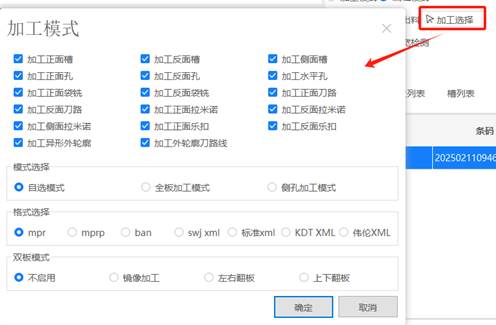 加工模式
出料 加工选择
检测
加工正面槽 加工反面槽 加工侧面槽
列表 槽列表
加工正面孔 加工反面孔 加工水平孔
加工正面袋铣 加工反面袋铣 加工正面刀路
加工反面刀路 加工正面拉米诺 加工反面拉米诺
加工侧面拉米诺 加工正面乐扣 加工反面乐扣
条码
加工异形外轮廓 加工外轮廓刀路线
202502110946
模式选择
自选模式 全板加工模式 侧孔加工模式
格式选择
mpr mprp ban swj xml 标准xml KDT XML 伟伦XML
双板模式
不启用 镜像加工 左右翻板 上下翻板
确定 取消